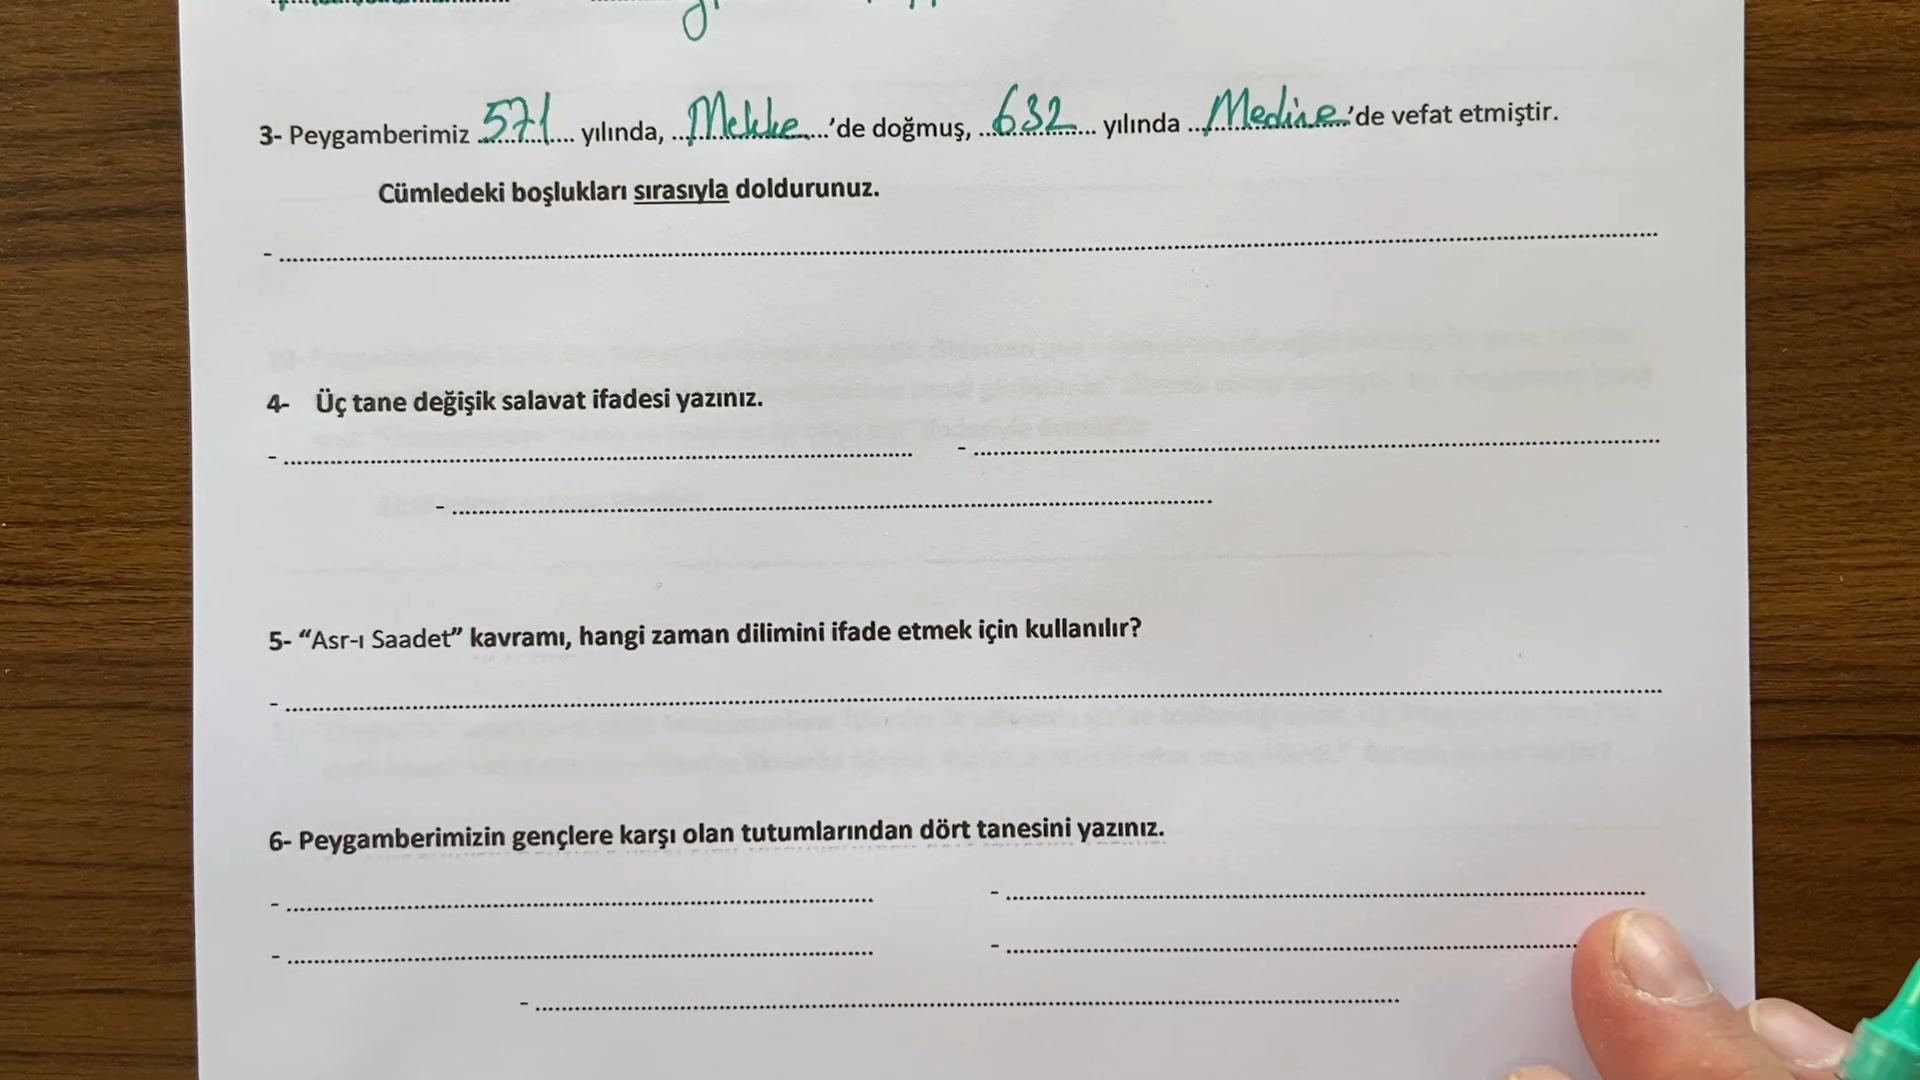 3- Peygamberimiz 571 yılında, Mekke 'de doğmuş, 632 yılında Medine 'de vefat etmiştir.
Cümledeki boşlukları sırasıyla doldurunuz.
4- Üç tane değişik salavat ifadesi yazınız.
5- “Asr-ı Saadet” kavramı, hangi zaman dilimini ifade etmek için kullanılır?
6- Peygamberimizin gençlere karşı olan tutumlarından dört tanesini yazınız.